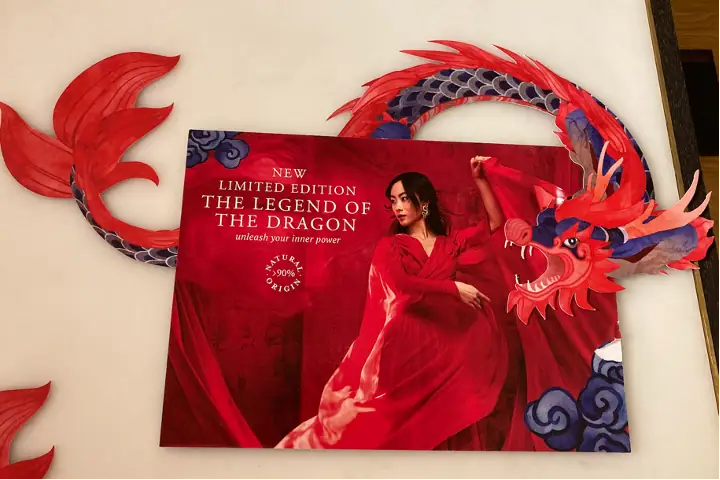 NEW
LIMITED EDITION
THE LEGEND OF
THE DRAGON
unleash your inner power
NATURAL
>90%
ORIGIN